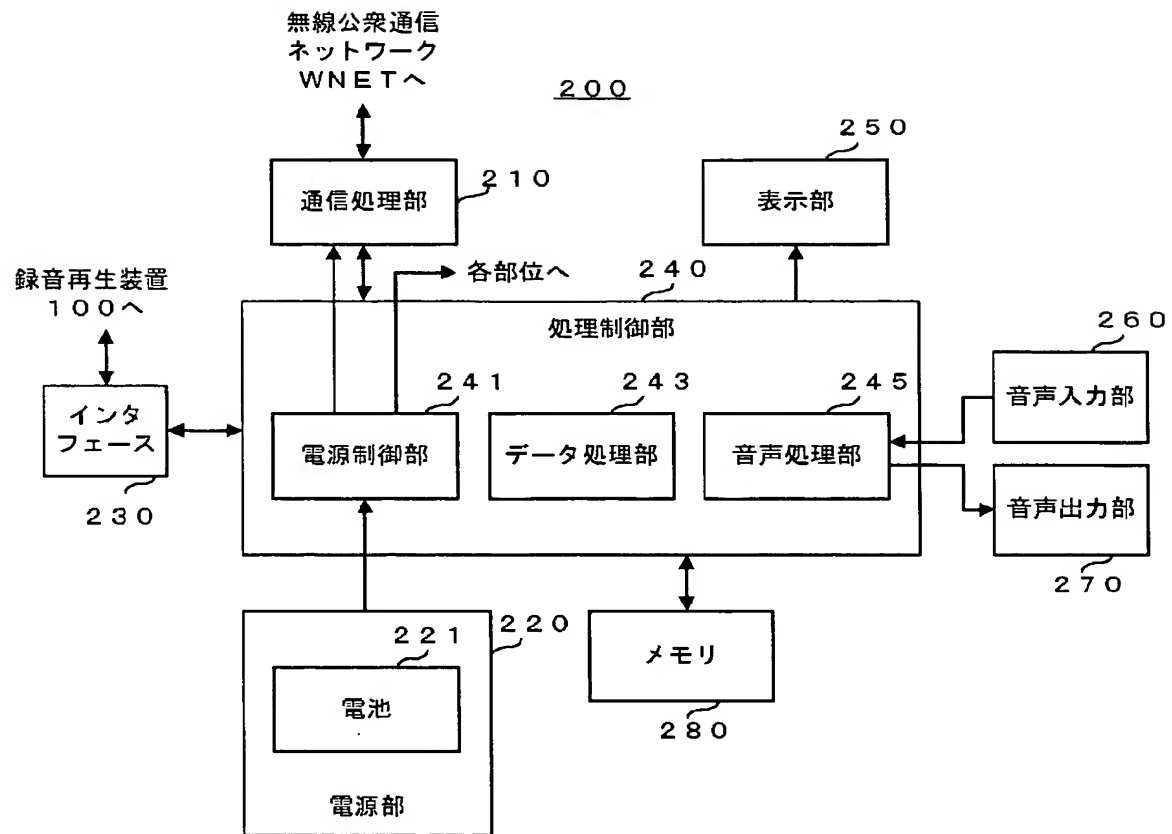 無線公衆通信
ネットワーク
WNETへ
200
250
210
通信処理部
表示部
各部位へ
240
録音再生装置
100へ
処理制御部
260
241
243
245
音声入力部
インタ
フェース
電源制御部
データ処理部
音声処理部
230
音声出力部
270
220
221
メモリ
電池
280
電源部